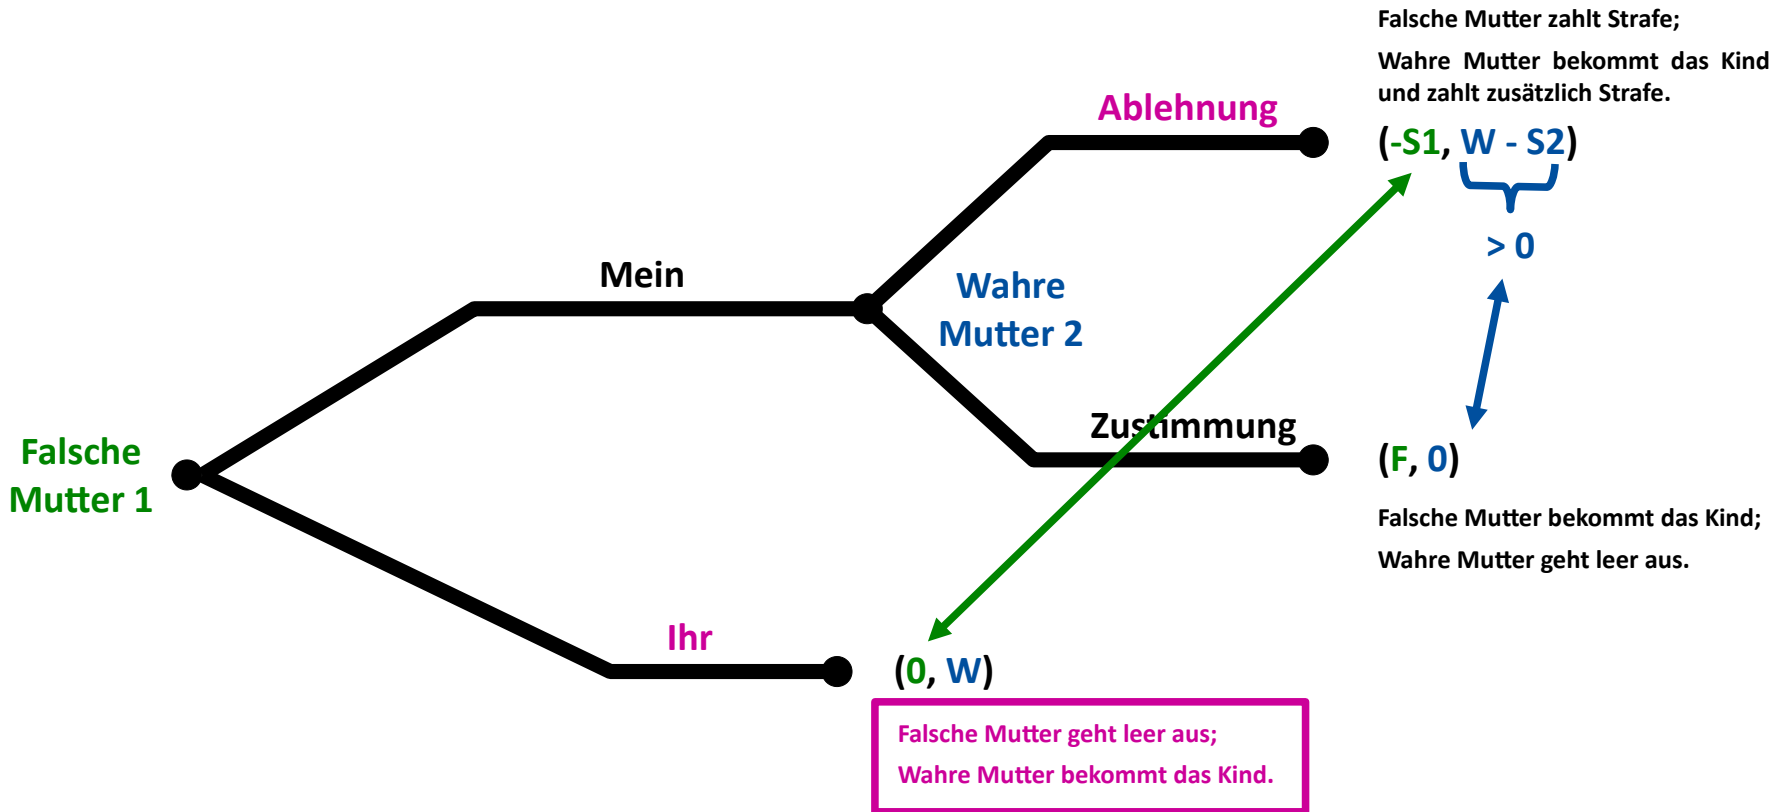 Falsche Mutter zahlt Strafe;
Wahre Mutter bekommt das Kind
und zahlt zusätzlich Strafe.
Ablehnung
(-S1, W - S2)
> 0
Mein
Wahre
Mutter 2
Zustimmung
(F, 0)
Falsche
Mutter 1
Falsche Mutter bekommt das Kind;
Wahre Mutter geht leer aus.
Ihr
(0, W)
Falsche Mutter geht leer aus;
Wahre Mutter bekommt das Kind.